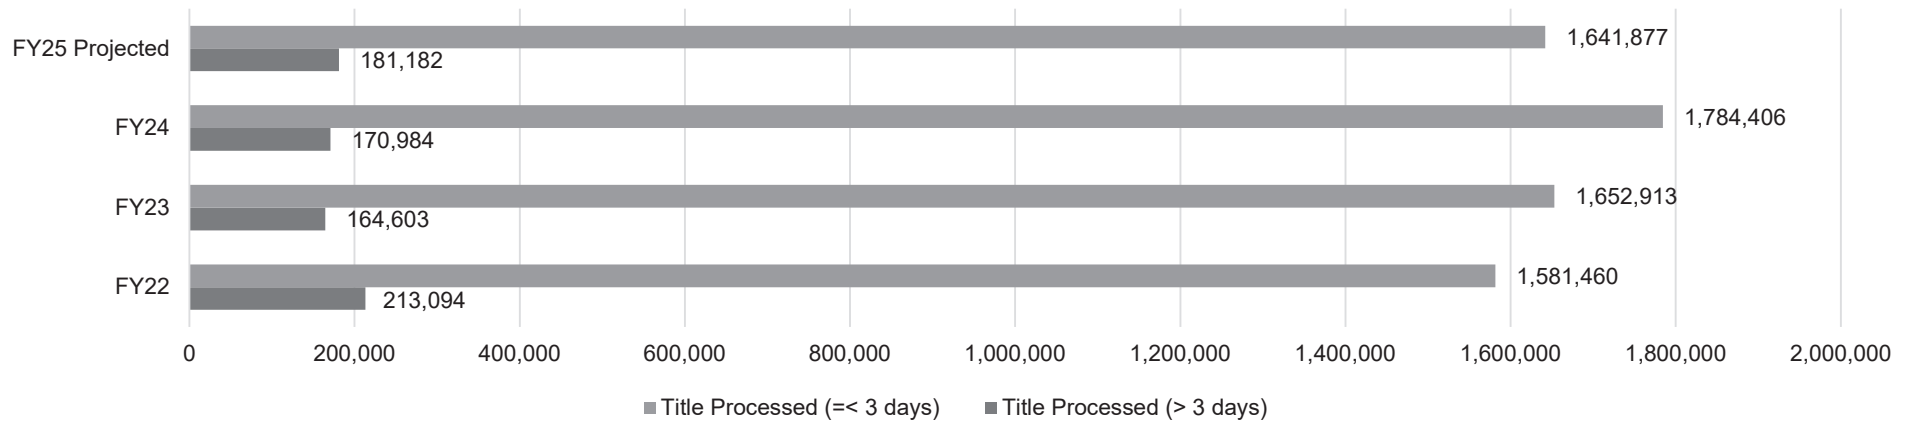 FY25 Projected
1,641,877
181,182
FY24
1,784,406
170,984
FY23
1,652,913
164,603
FY22
1,581,460
213,094
0 200,000 400,000 600,000 800,000 1,000,000 1,200,000 1,400,000 1,600,000 1,800,000 2,000,000
Title Processed (=< 3 days) Title Processed (> 3 days)